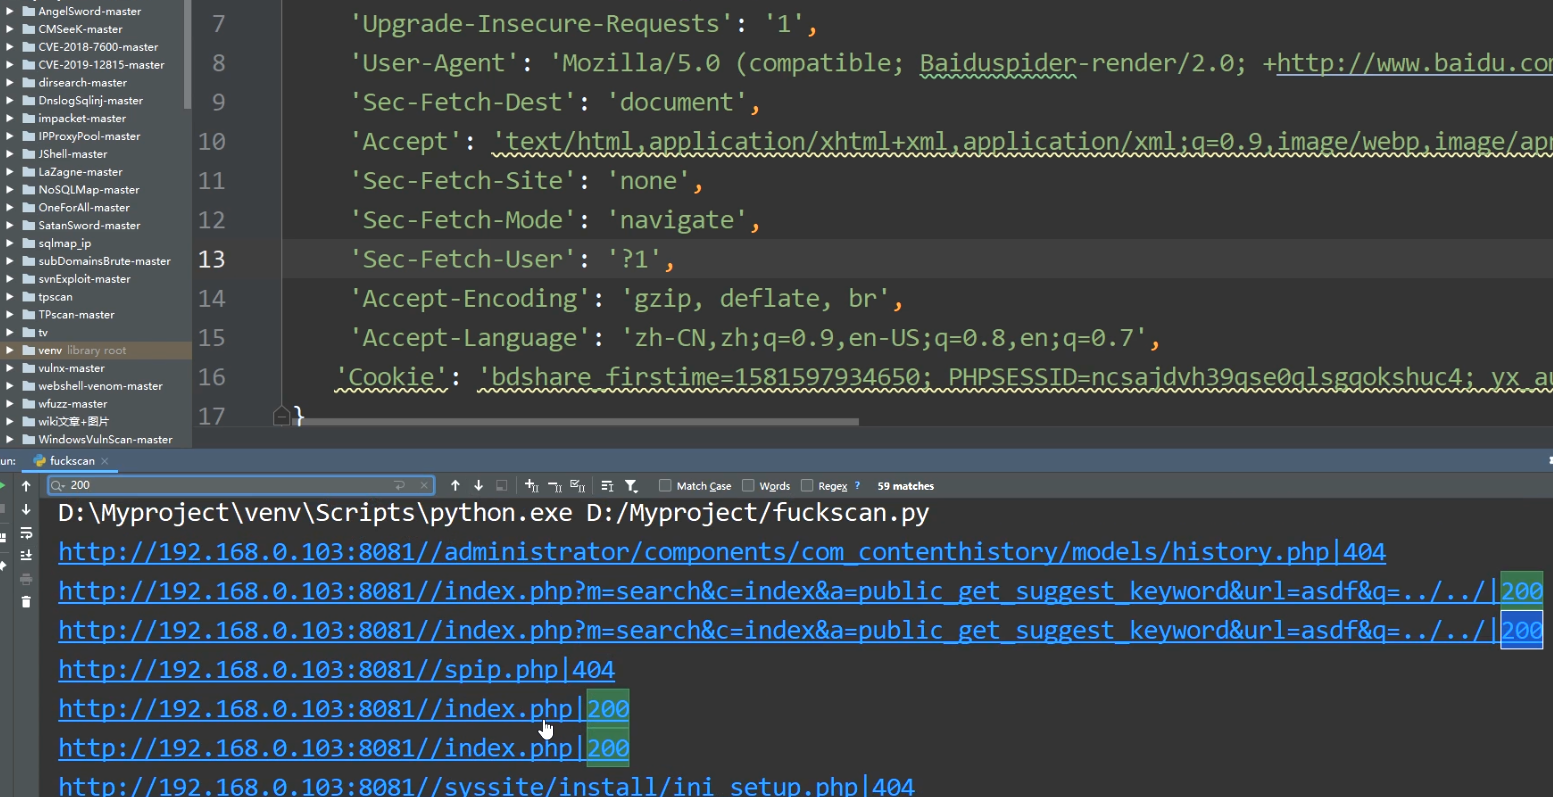 AngelSword-master
CMSeeK-master
CVE-2018-7600-master
CVE-2019-12815-master
dirsearch-master
DnslogSqlinj-master
impacket-master
IPProxyPool-master
JShell-master
LaZagne-master
NoSQLMap-master
OneForAll-master
SatanSword-master
sqlmap_ip
subDomainsBrute-master
svnExploit-master
tpscan
TPscan-master
tv
venv library root
vulnx-master
webshell-venom-master
wfuzz-master
wiki文章+图片
WindowsVulnScan-master
7 'Upgrade-Insecure-Requests': '1',
8 'User-Agent': 'Mozilla/5.0 (compatible; Baiduspider-render/2.0; +http://www.baidu.co
9 'Sec-Fetch-Dest': 'document',
10 'Accept': 'text/html,application/xhtml+xml,application/xml;q=0.9,image/webp,image/ap
11 'Sec-Fetch-Site': 'none',
12 'Sec-Fetch-Mode': 'navigate',
13 'Sec-Fetch-User': '?1',
14 'Accept-Encoding': 'gzip, deflate, br',
15 'Accept-Language': 'zh-CN,zh;q=0.9,en-US;q=0.8,en;q=0.7',
16 'Cookie': 'bdshare_firstime=1581597934650; PHPSESSID=ncsajdvh39qse0qlsgqokshuc4; yx_au
17 }
un: fuckscan
200 Match Case Words Regex ? 59 matches
D:\Myproject\venv\Scripts\python.exe D:/Myproject/fuckscan.py
http://192.168.0.103:8081//administrator/components/com_contenthistory/models/history.php|404
http://192.168.0.103:8081//index.php?m=search&c=index&a=public_get_suggest_keyword&url=asdf&q=../../|200
http://192.168.0.103:8081//index.php?m=search&c=index&a=public_get_suggest_keyword&url=asdf&q=../../|200
http://192.168.0.103:8081//spip.php|404
http://192.168.0.103:8081//index.php|200
http://192.168.0.103:8081//index.php|200
http://192.168.0.103:8081//syssite/install/ini_setup.php|404